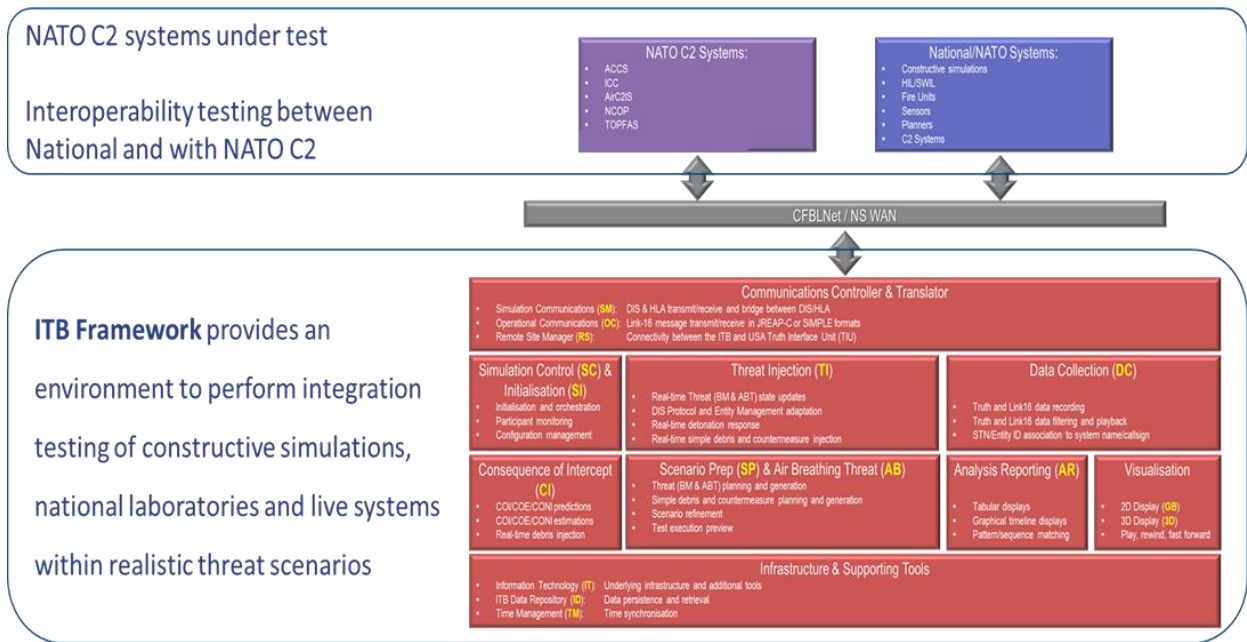 NATO C2 systems under test
Interoperability testing between
National and with NATO C2
NATO C2 Systems:
• ACCS
• ICC
• AirC2IS
• NCOP
• TOPFAS
National/NATO Systems:
• Constructive simulations
• HIL/SWIL
• Fire Units
• Sensors
• Planners
• C2 Systems
CFBLNet / NS WAN
ITB Framework provides an
environment to perform integration
testing of constructive simulations,
national laboratories and live systems
within realistic threat scenarios
Communications Controller & Translator
• Simulation Communications (SM): DIS & HLA transmit/receive and bridge between DIS/HLA
• Operational Communications (OC): Link-16 message transmit/receive in JREAP-C or SIMPLE formats
• Remote Site Manager (RS): Connectivity between the ITB and USA Truth Interface Unit (TIU)
Simulation Control (SC) &
Initialisation (SI)
• Initialisation and orchestration
• Participant monitoring
• Configuration management
Threat Injection (TI)
• Real-time Threat (BM & ABT) state updates
• DIS Protocol and Entity Management adaptation
• Real-time detonation response
• Real-time simple debris and countermeasure injection
Data Collection (DC)
• Truth and Link16 data recording
• Truth and Link16 data filtering and playback
• STN/Entity ID association to system name/callsign
Consequence of Intercept
(CI)
• COI/COE/CONI predictions
• COI/COE/CONI estimations
• Real-time debris injection
Scenario Prep (SP) & Air Breathing Threat (AB)
• Threat (BM & ABT) planning and generation
• Simple debris and countermeasure planning and generation
• Scenario refinement
• Test execution preview
Analysis Reporting (AR)
• Tabular displays
• Graphical timeline displays
• Pattern/sequence matching
Visualisation
• 2D Display (GB)
• 3D Display (3D)
• Play, rewind, fast forward
Infrastructure & Supporting Tools
• Information Technology (IT): Underlying infrastructure and additional tools
• ITB Data Repository (ID): Data persistence and retrieval
• Time Management (TM): Time synchronisation